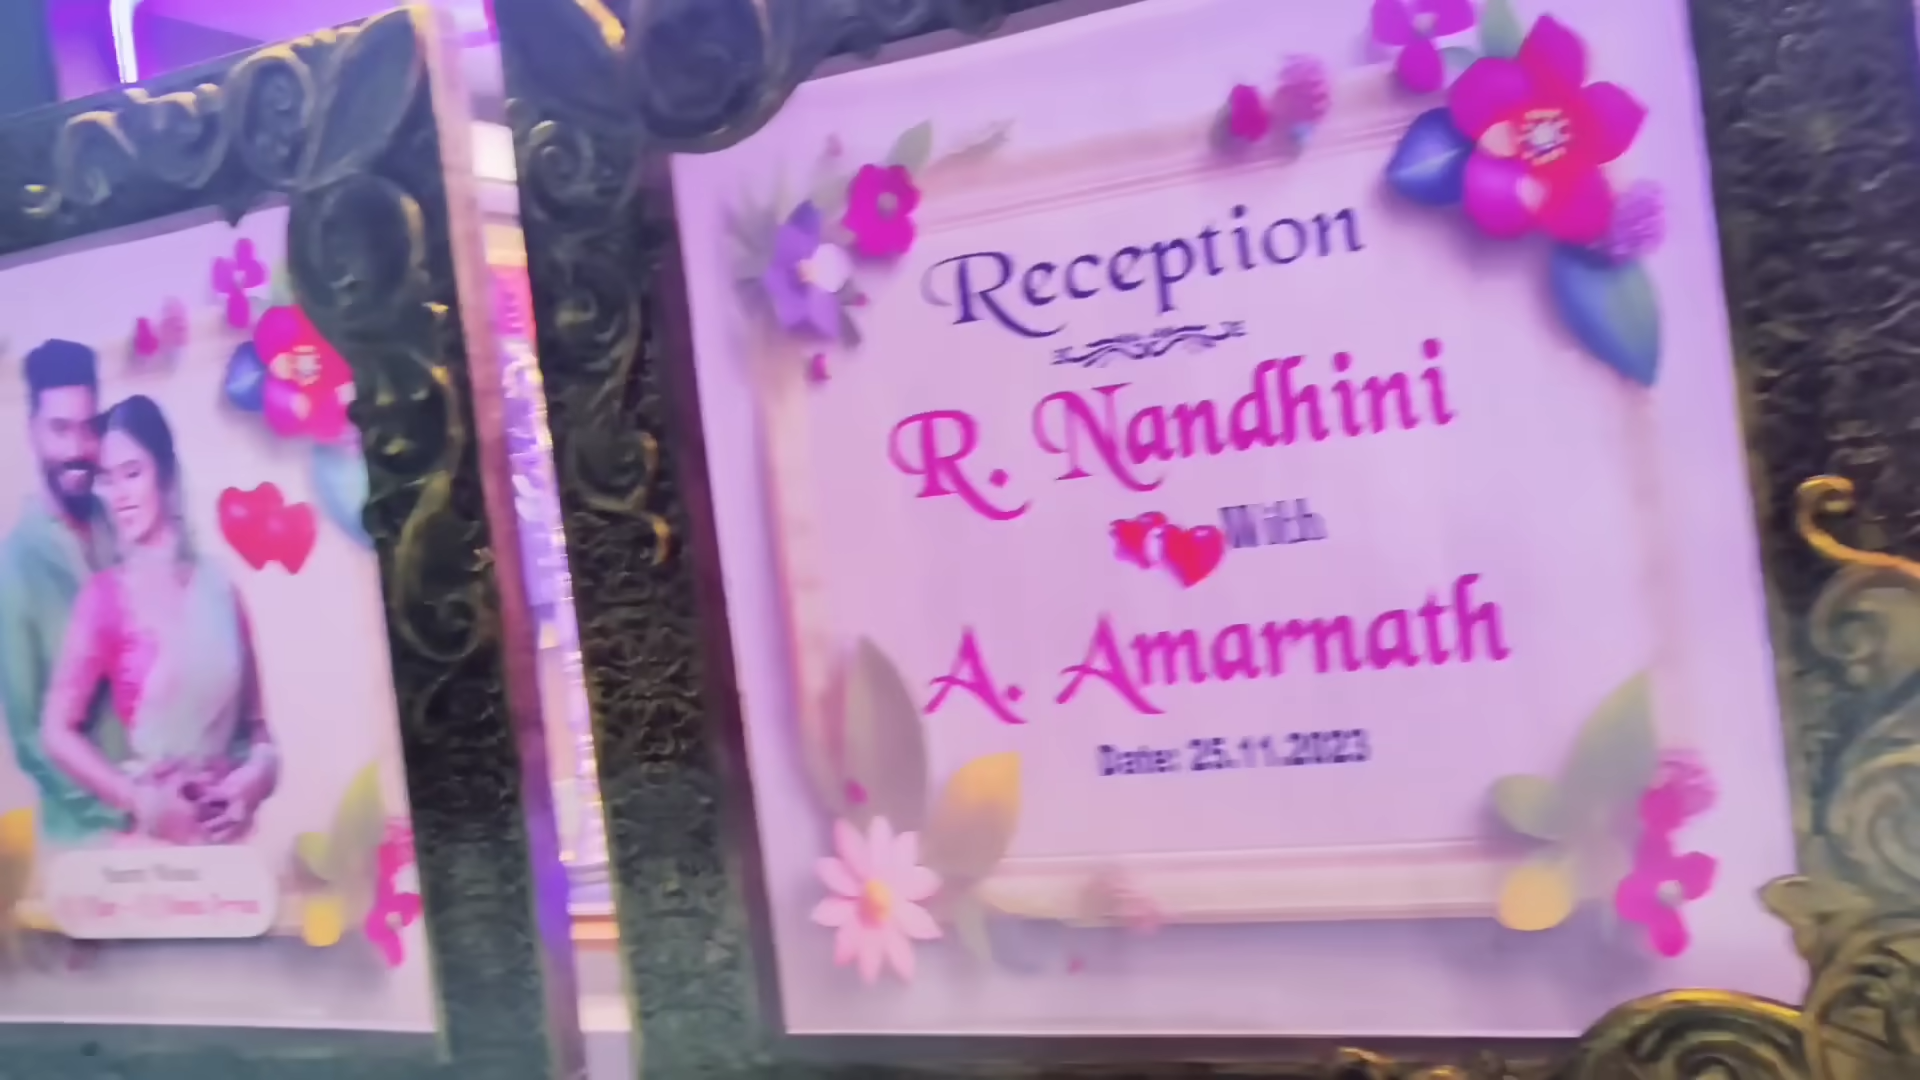 Reception
R. Nandhini
With
A. Amarnath
Date: 25.11.2023